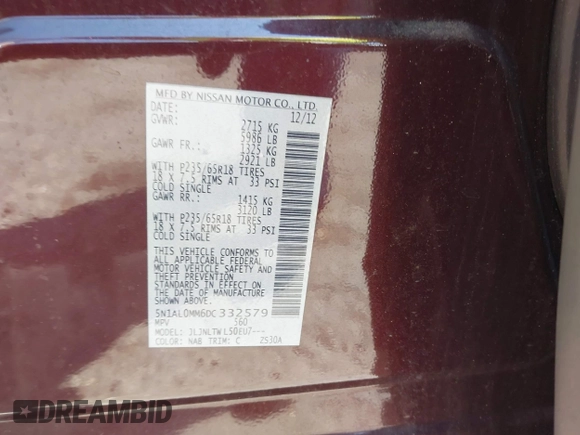 MFD BY NISSAN MOTOR CO., LTD.
DATE: 12/12
GVWR: 2715 KG
5986 LB
GAWR FR.: 1325 KG
2921 LB
WITH P235/65R18 TIRES
18 X 7.5 RIMS AT 33 PSI
COLD SINGLE
GAWR RR.: 1415 KG
3120 LB
WITH P235/65R18 TIRES
18 X 7.5 RIMS AT 33 PSI
COLD SINGLE
THIS VEHICLE CONFORMS TO
ALL APPLICABLE FEDERAL
MOTOR VEHICLE SAFETY AND
THEFT PREVENTION
STANDARDS IN EFFECT ON
THE DATE OF MANUFACTURE
SHOWN ABOVE.
5N1AL0MM6DC332579
MPV S60
MODEL: JLJNLTWL50EU7---
COLOR: NAB TRIM: C 2530A
DREAMBID